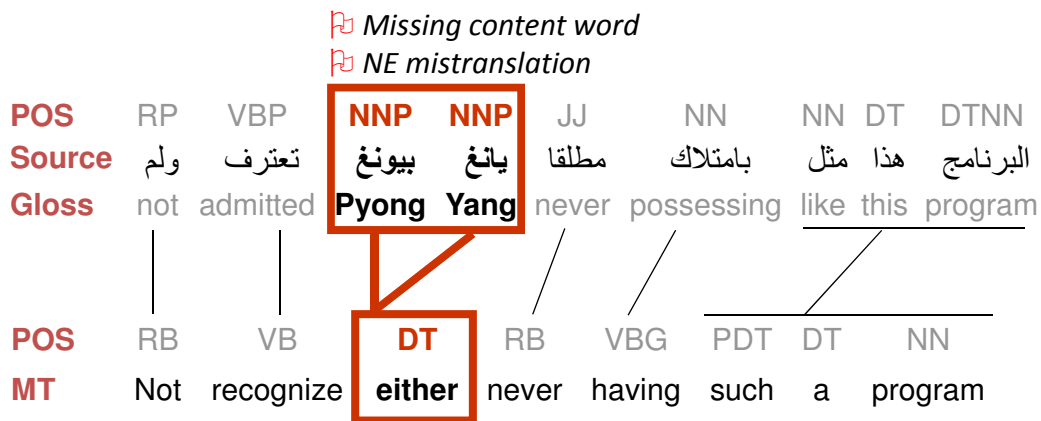 Missing content word
NE mistranslation
POS RP VBP NNP NNP JJ NN NN DT DTNN
Source ولم تعترف بيونغ يانغ مطلقا بامتلاك مثل هذا البرنامج
Gloss not admitted Pyong Yang never possessing like this program
POS RB VB DT RB VBG PDT DT NN
MT Not recognize either never having such a program